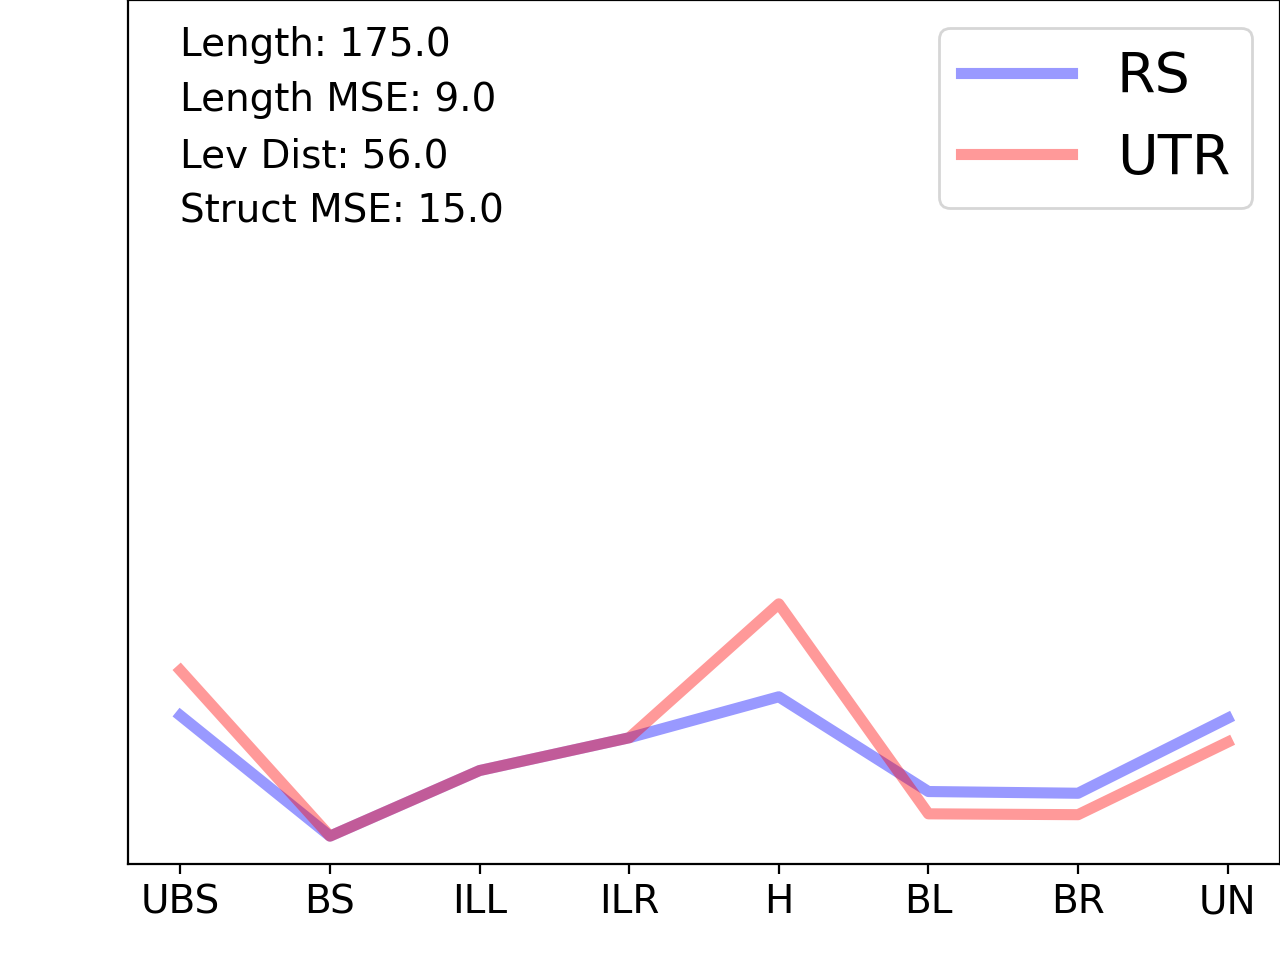 Length: 175.0
Length MSE: 9.0
Lev Dist: 56.0
Struct MSE: 15.0
RS
UTR
UBS BS ILL ILR H BL BR UN